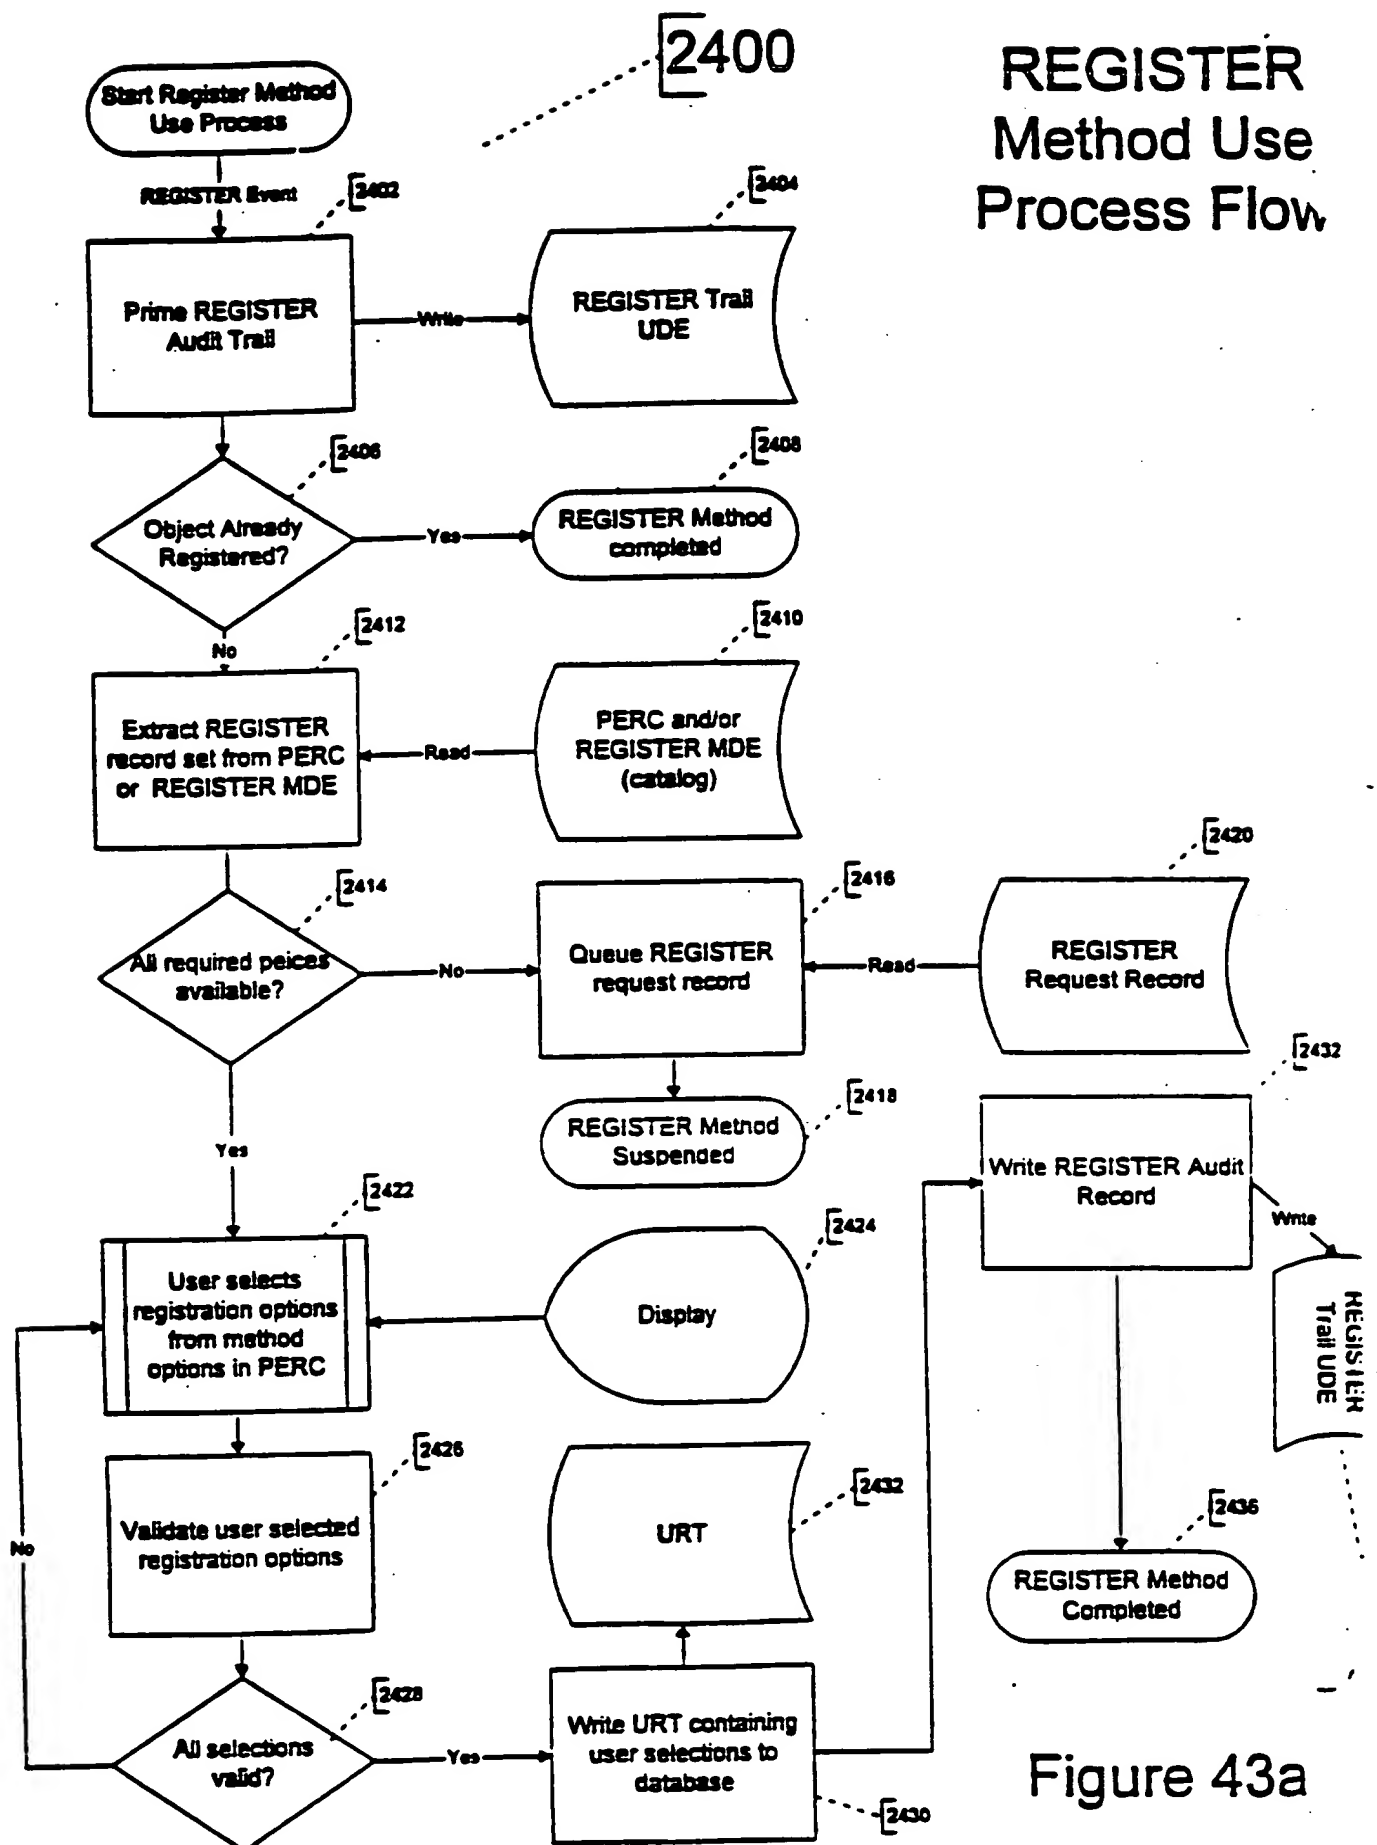 2400
REGISTER
Method Use
Process Flow
Start Register Method
Use Process
REGISTER Event
2402
2404
Prime REGISTER
Audit Trail
Write
REGISTER Trail
UDE
2406
2408
Object Already
Registered?
Yes
REGISTER Method
completed
No
2412
2410
Extract REGISTER
record set from PERC
or REGISTER MDE
Read
PERC and/or
REGISTER MDE
(catalog)
2414
2416
2420
All required peices
available?
No
Queue REGISTER
request record
Read
REGISTER
Request Record
Yes
2418
REGISTER Method
Suspended
2432
Write REGISTER Audit
Record
Write
REGISTER
Trail UDE
2422
2424
User selects
registration options
from method
options in PERC
Display
2426
2432
Validate user selected
registration options
URT
No
2436
REGISTER Method
Completed
2428
All selections
valid?
Yes
Write URT containing
user selections to
database
2430
Figure 43a